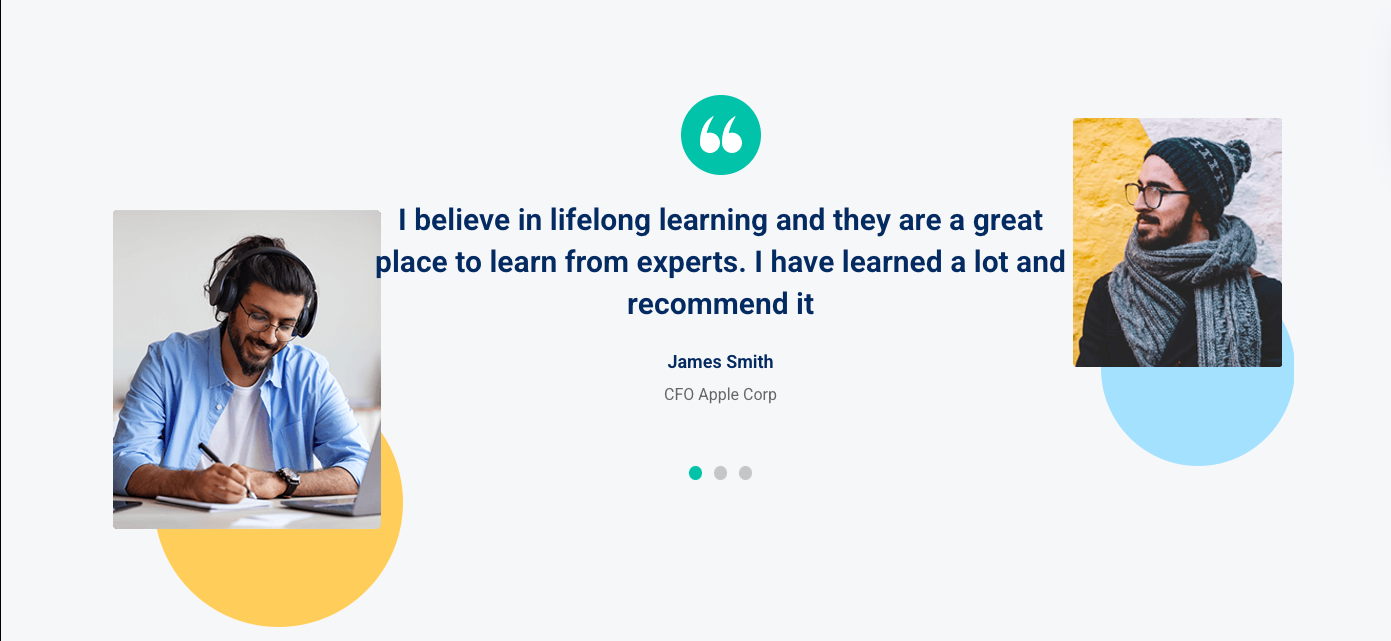 I believe in lifelong learning and they are a great
place to learn from experts. I have learned a lot and
recommend it
James Smith
CFO Apple Corp